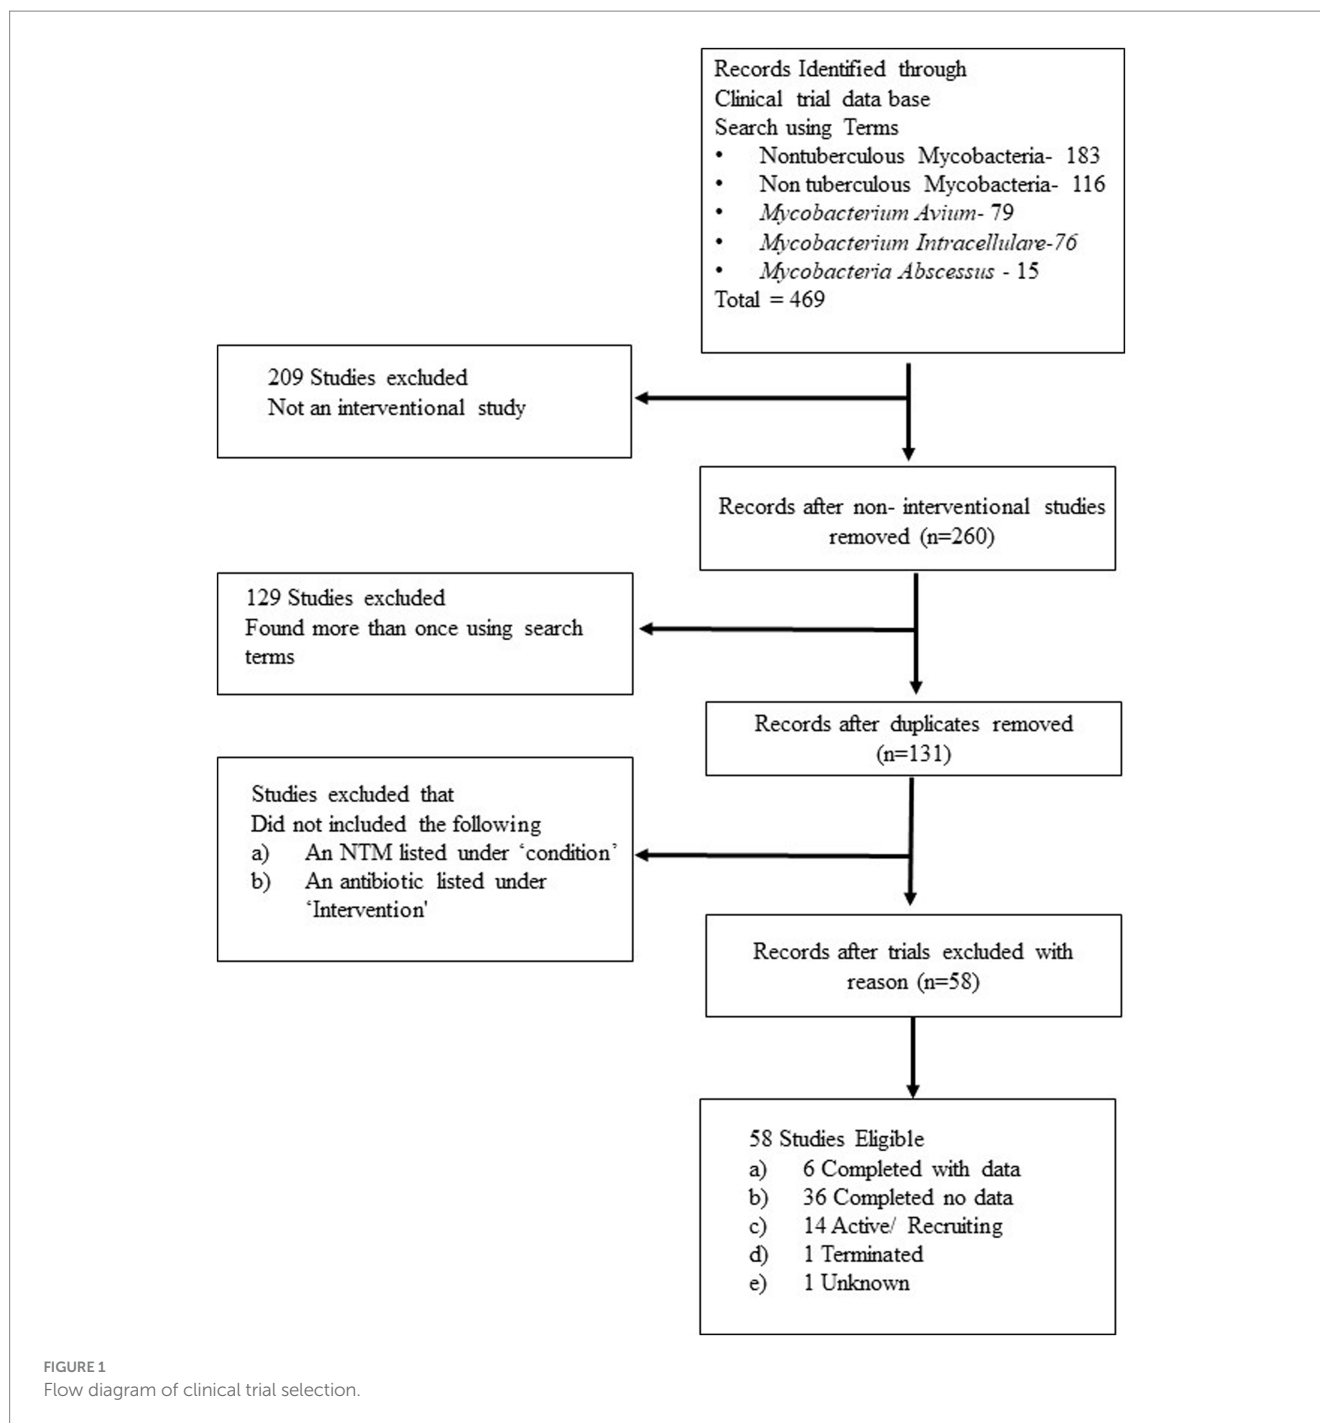 Records Identified through
Clinical trial data base
Search using Terms
• Nontuberculous Mycobacteria- 183
• Non tuberculous Mycobacteria- 116
• Mycobacterium Avium- 79
• Mycobacterium Intracellulare-76
• Mycobacteria Abscessus - 15
Total = 469
209 Studies excluded
Not an interventional study
Records after non- interventional studies
removed (n=260)
129 Studies excluded
Found more than once using search
terms
Records after duplicates removed
(n=131)
Studies excluded that
Did not included the following
a) An NTM listed under ‘condition’
b) An antibiotic listed under
‘Intervention'
Records after trials excluded with
reason (n=58)
58 Studies Eligible
a) 6 Completed with data
b) 36 Completed no data
c) 14 Active/ Recruiting
d) 1 Terminated
e) 1 Unknown
FIGURE 1
Flow diagram of clinical trial selection.